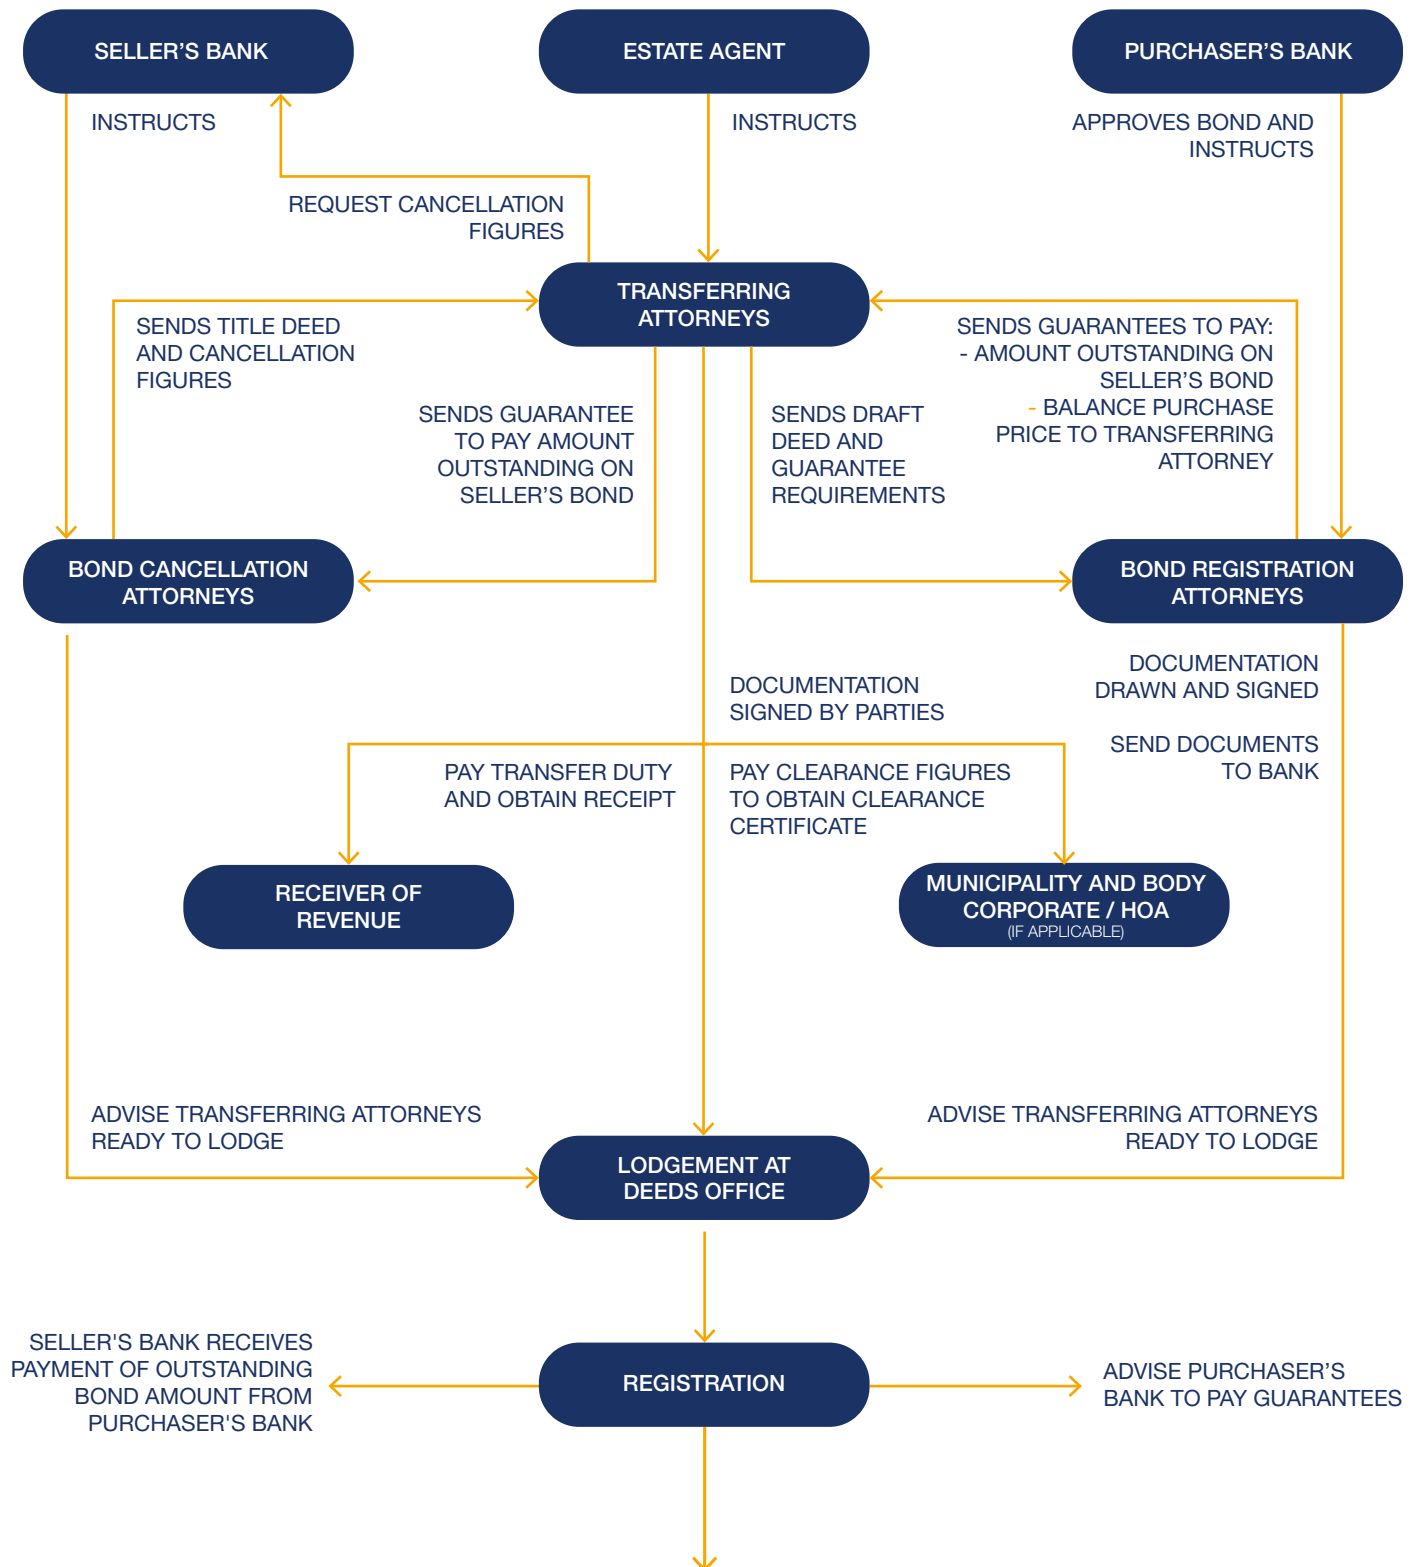 SELLER’S BANK
ESTATE AGENT
PURCHASER’S BANK
INSTRUCTS
INSTRUCTS
APPROVES BOND AND
INSTRUCTS
REQUEST CANCELLATION
FIGURES
TRANSFERRING
ATTORNEYS
SENDS TITLE DEED
AND CANCELLATION
FIGURES
SENDS GUARANTEES TO PAY:
- AMOUNT OUTSTANDING ON
SELLER’S BOND
- BALANCE PURCHASE
PRICE TO TRANSFERRING
ATTORNEY
SENDS GUARANTEE
TO PAY AMOUNT
OUTSTANDING ON
SELLER’S BOND
SENDS DRAFT
DEED AND
GUARANTEE
REQUIREMENTS
BOND CANCELLATION
ATTORNEYS
BOND REGISTRATION
ATTORNEYS
DOCUMENTATION
SIGNED BY PARTIES
DOCUMENTATION
DRAWN AND SIGNED
SEND DOCUMENTS
TO BANK
PAY TRANSFER DUTY
AND OBTAIN RECEIPT
PAY CLEARANCE FIGURES
TO OBTAIN CLEARANCE
CERTIFICATE
RECEIVER OF
REVENUE
MUNICIPALITY AND BODY
CORPORATE / HOA
(IF APPLICABLE)
ADVISE TRANSFERRING ATTORNEYS
READY TO LODGE
ADVISE TRANSFERRING ATTORNEYS
READY TO LODGE
LODGEMENT AT
DEEDS OFFICE
SELLER'S BANK RECEIVES
PAYMENT OF OUTSTANDING
BOND AMOUNT FROM
PURCHASER'S BANK
REGISTRATION
ADVISE PURCHASER’S
BANK TO PAY GUARANTEES